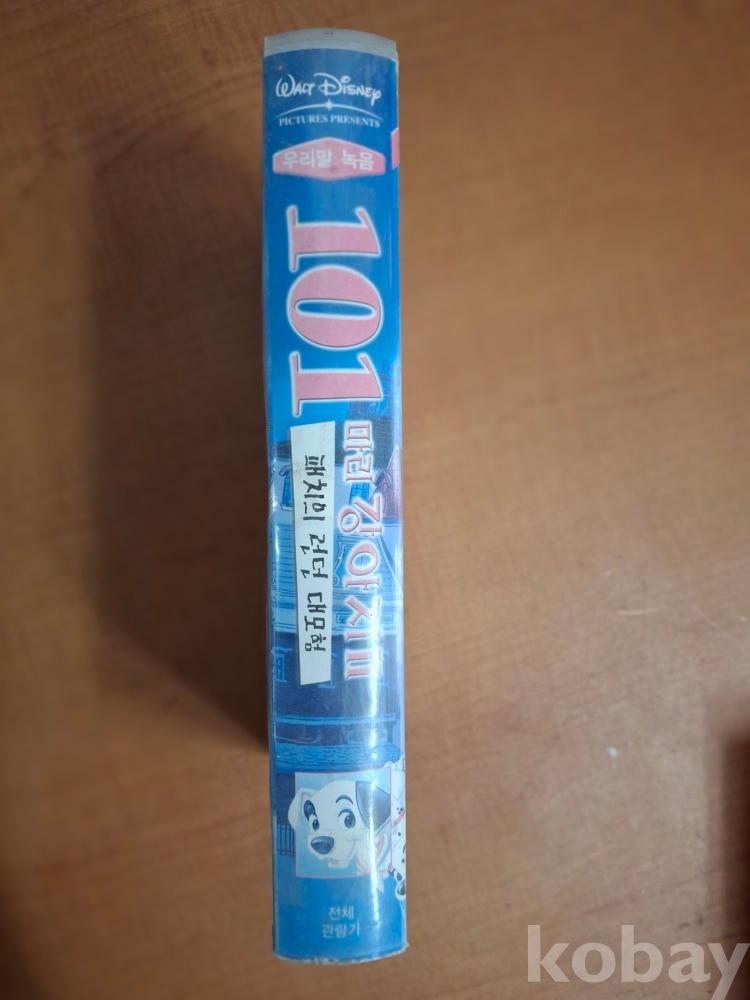 WALT DISNEY
PICTURES PRESENTS
우리말 녹음
101
마리 강아지II
패치의 런던 대모험
전체
관람가
kobay